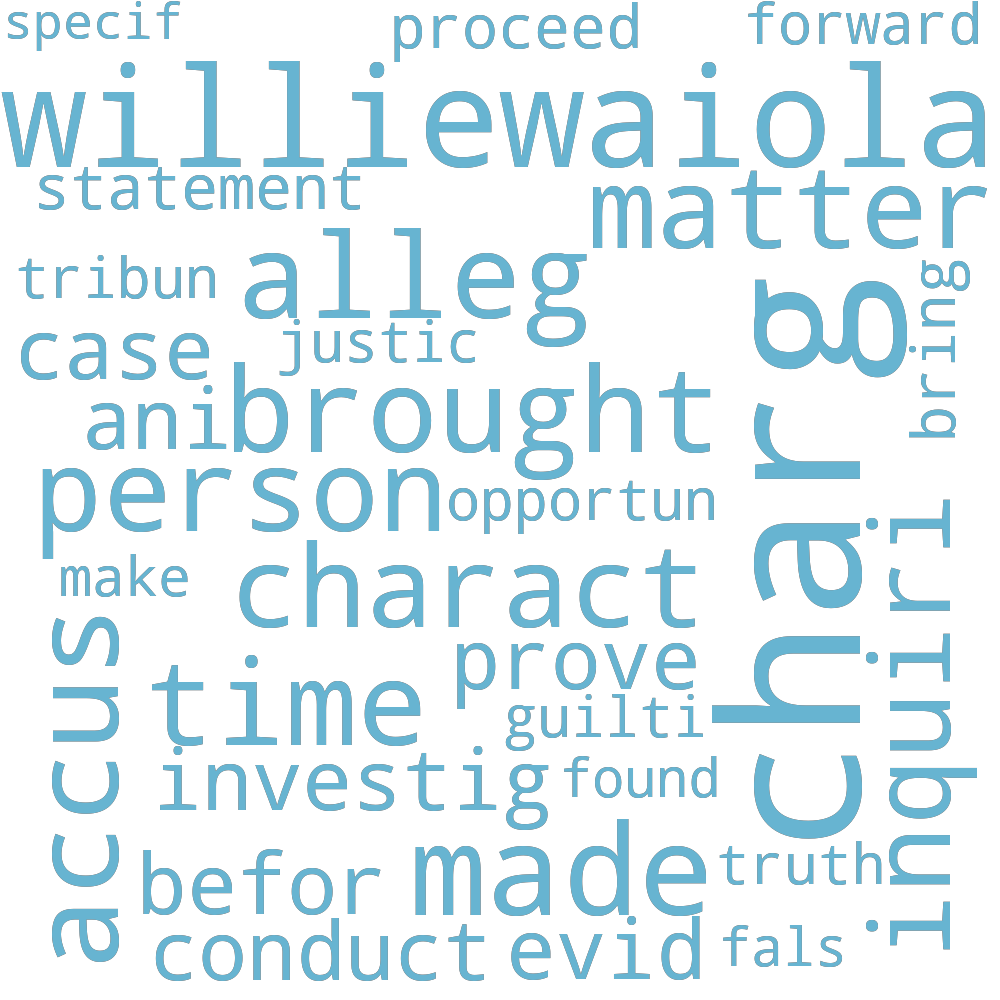 specif proceed forward
williewaiola
statement matter
tribun alleg bring
case justic
ani brought charg
person opportun
make charact inquiri
accus prove
time guilti
investig found
befor made truth
conduct evid fals